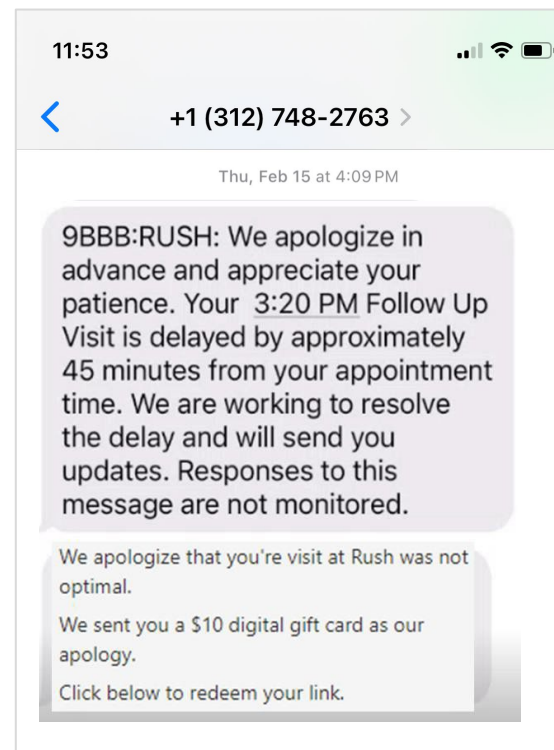 11:53
+1 (312) 748-2763
Thu, Feb 15 at 4:09 PM
9BBB:RUSH: We apologize in
advance and appreciate your
patience. Your 3:20 PM Follow Up
Visit is delayed by approximately
45 minutes from your appointment
time. We are working to resolve
the delay and will send you
updates. Responses to this
message are not monitored.
We apologize that you're visit at Rush was not
optimal.
We sent you a $10 digital gift card as our
apology.
Click below to redeem your link.